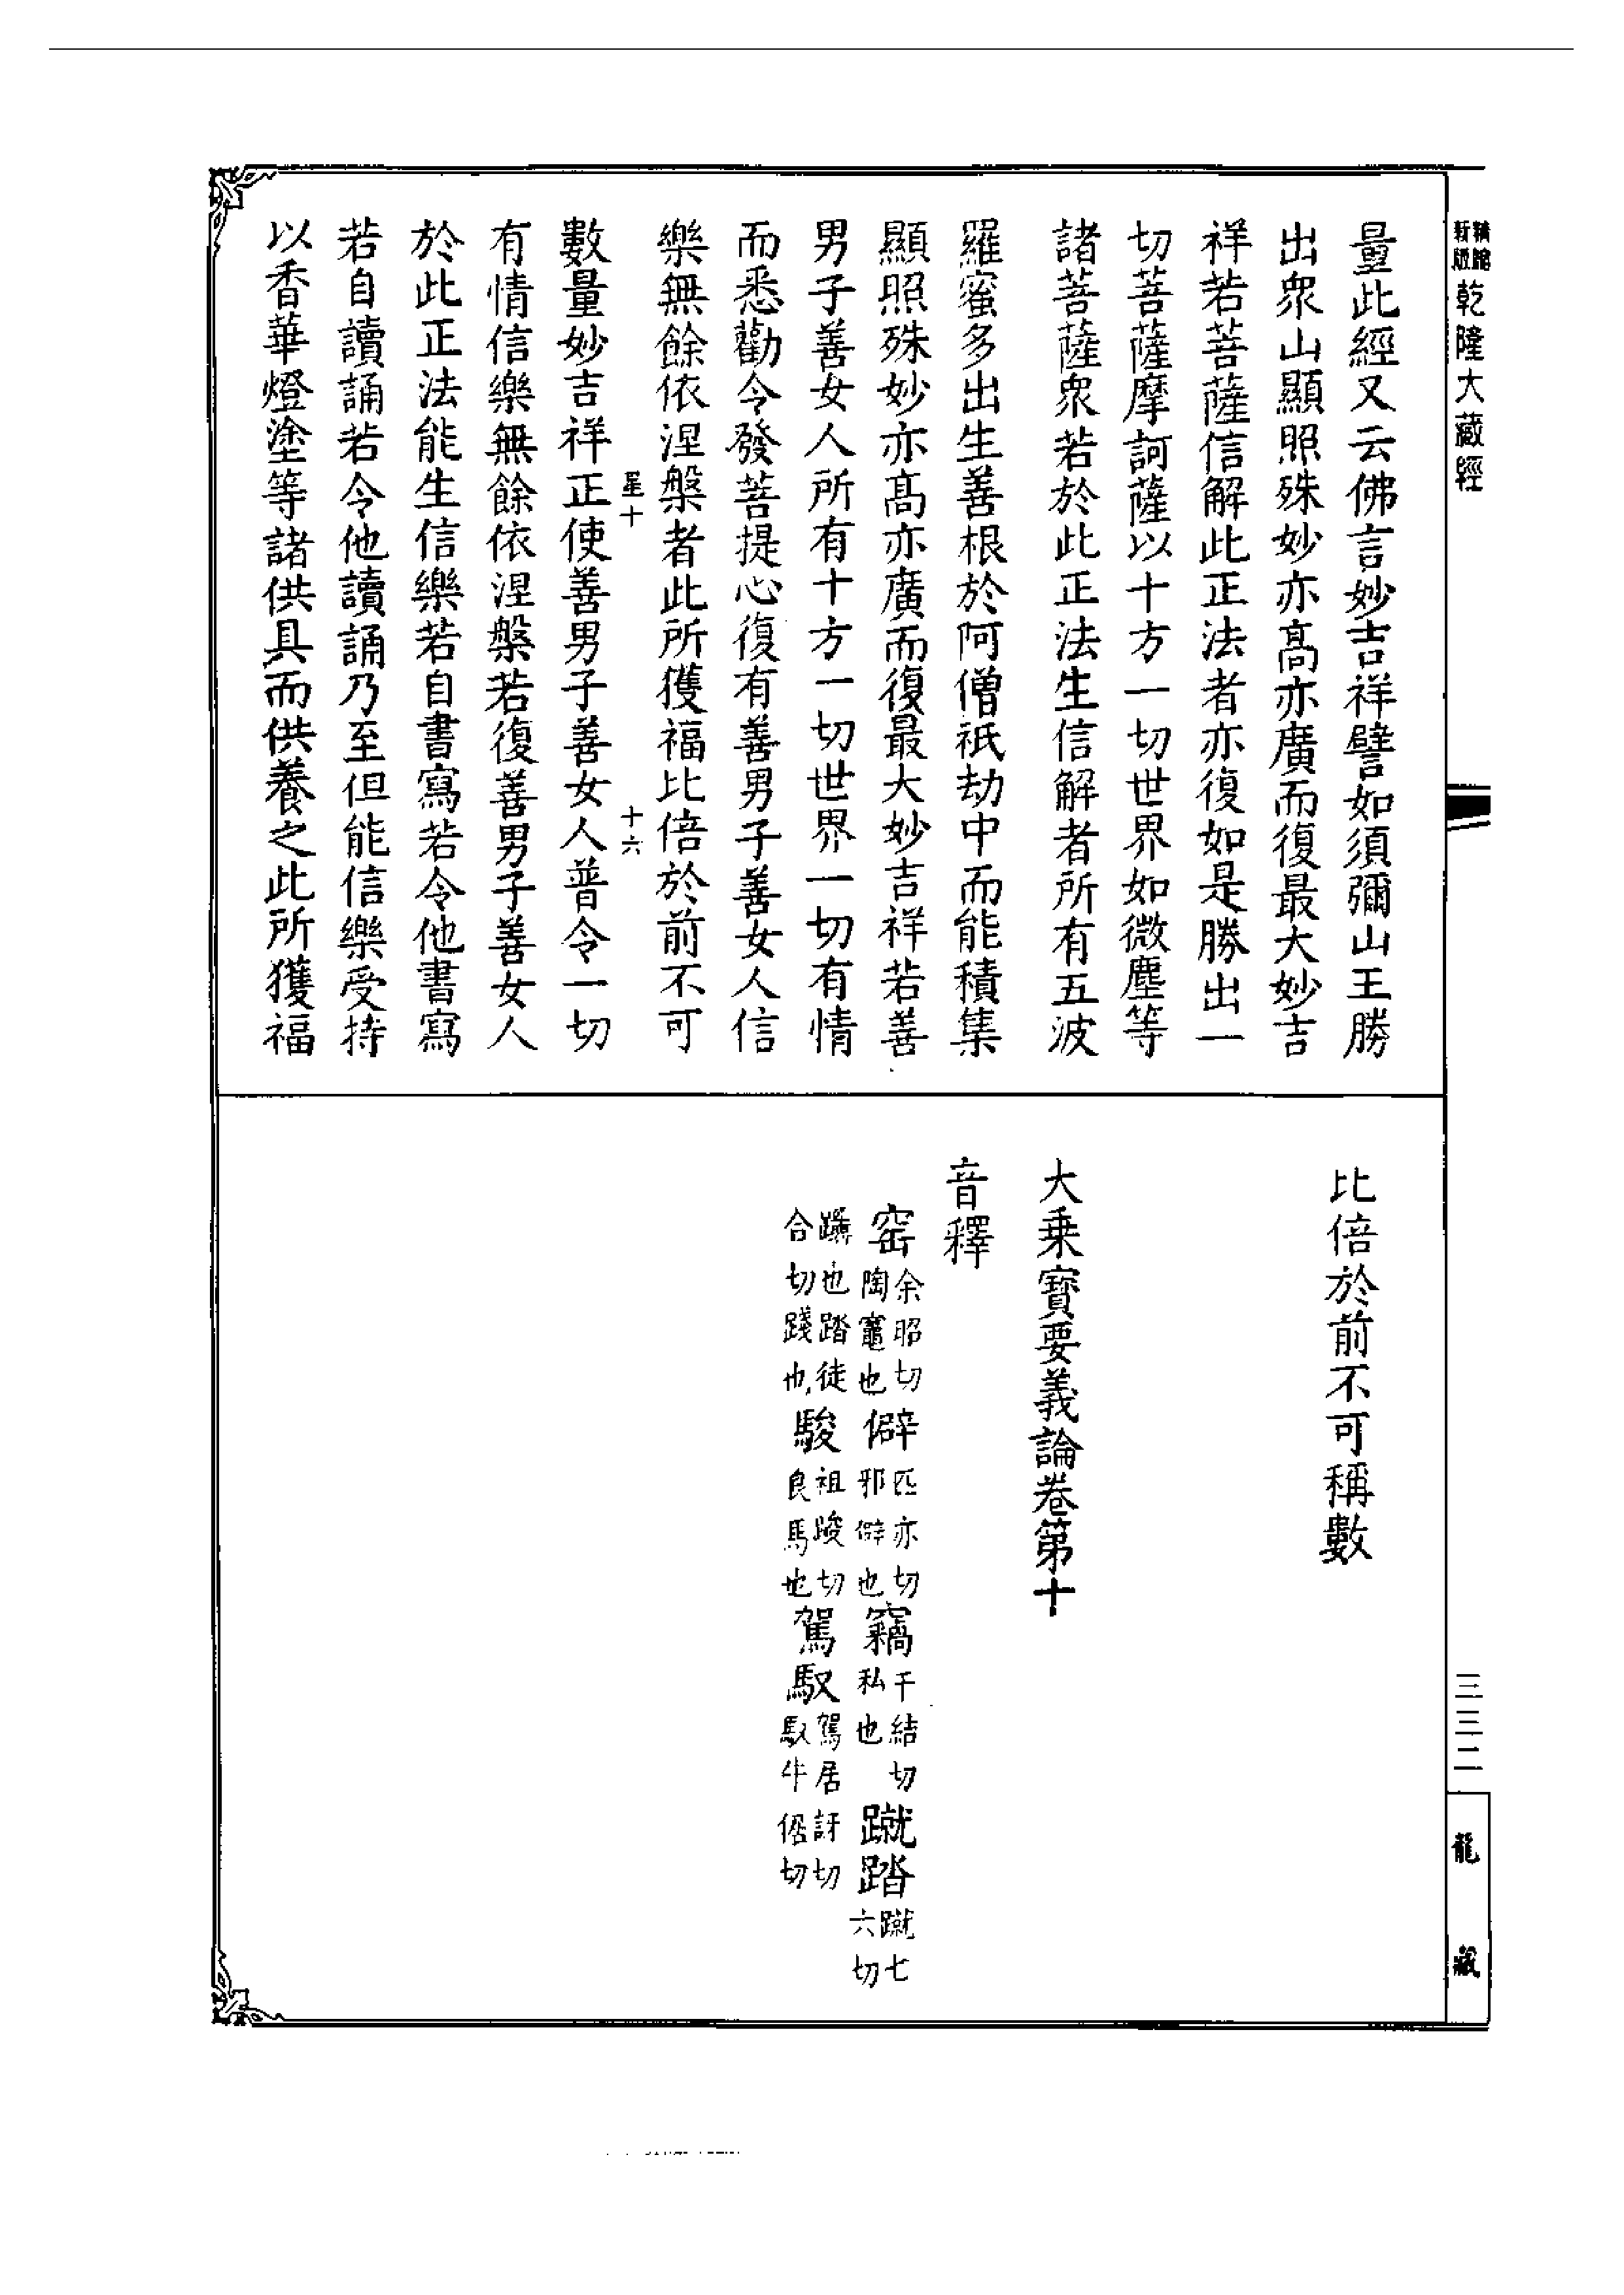 新版
乾隆大藏經
量此經又云佛言妙吉祥譬如須彌山王勝
出衆山顯照殊妙亦髙亦廣而復最大妙吉
祥若菩薩信解此正法者亦復如是勝出一
切菩薩摩訶薩以十方一切世界如微塵等
諸菩薩衆若於此正法生信解者所有五波
羅蜜多出生善根於阿僧祇劫中而能積集
顯照殊妙亦髙亦廣而復最大妙吉祥若善
男子善女人所有十方一切世界一切有情
而悉勸令發菩提心復有善男子善女人信
樂無餘依涅槃者此所獲福比倍於前不可
星十 十六
數量妙吉祥正使善男子善女人普令一切
有情信樂無餘依涅槃若復善男子善女人
於此正法能生信樂若自書寫若令他書寫
若自讀誦若令他讀誦乃至但能信樂受持
以香華燈塗等諸供具而供養之此所獲福
比倍於前不可稱數
大乗寶要義論卷第十
音釋
窑余昭切陶竈也僻匹亦切邪僻也竊千結切私也蹴踏蹴七六切
躡也踏徒合切踐也駿祖峻切良馬也駕馭駕居訝切馭牛倨切
三三二
龍藏